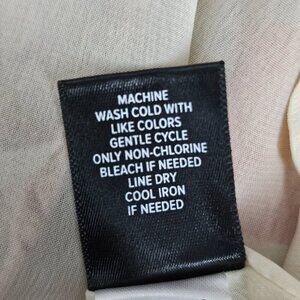 MACHINE
WASH COLD WITH
LIKE COLORS
GENTLE CYCLE
ONLY NON-CHLORINE
BLEACH IF NEEDED
LINE DRY
COOL IRON
IF NEEDED